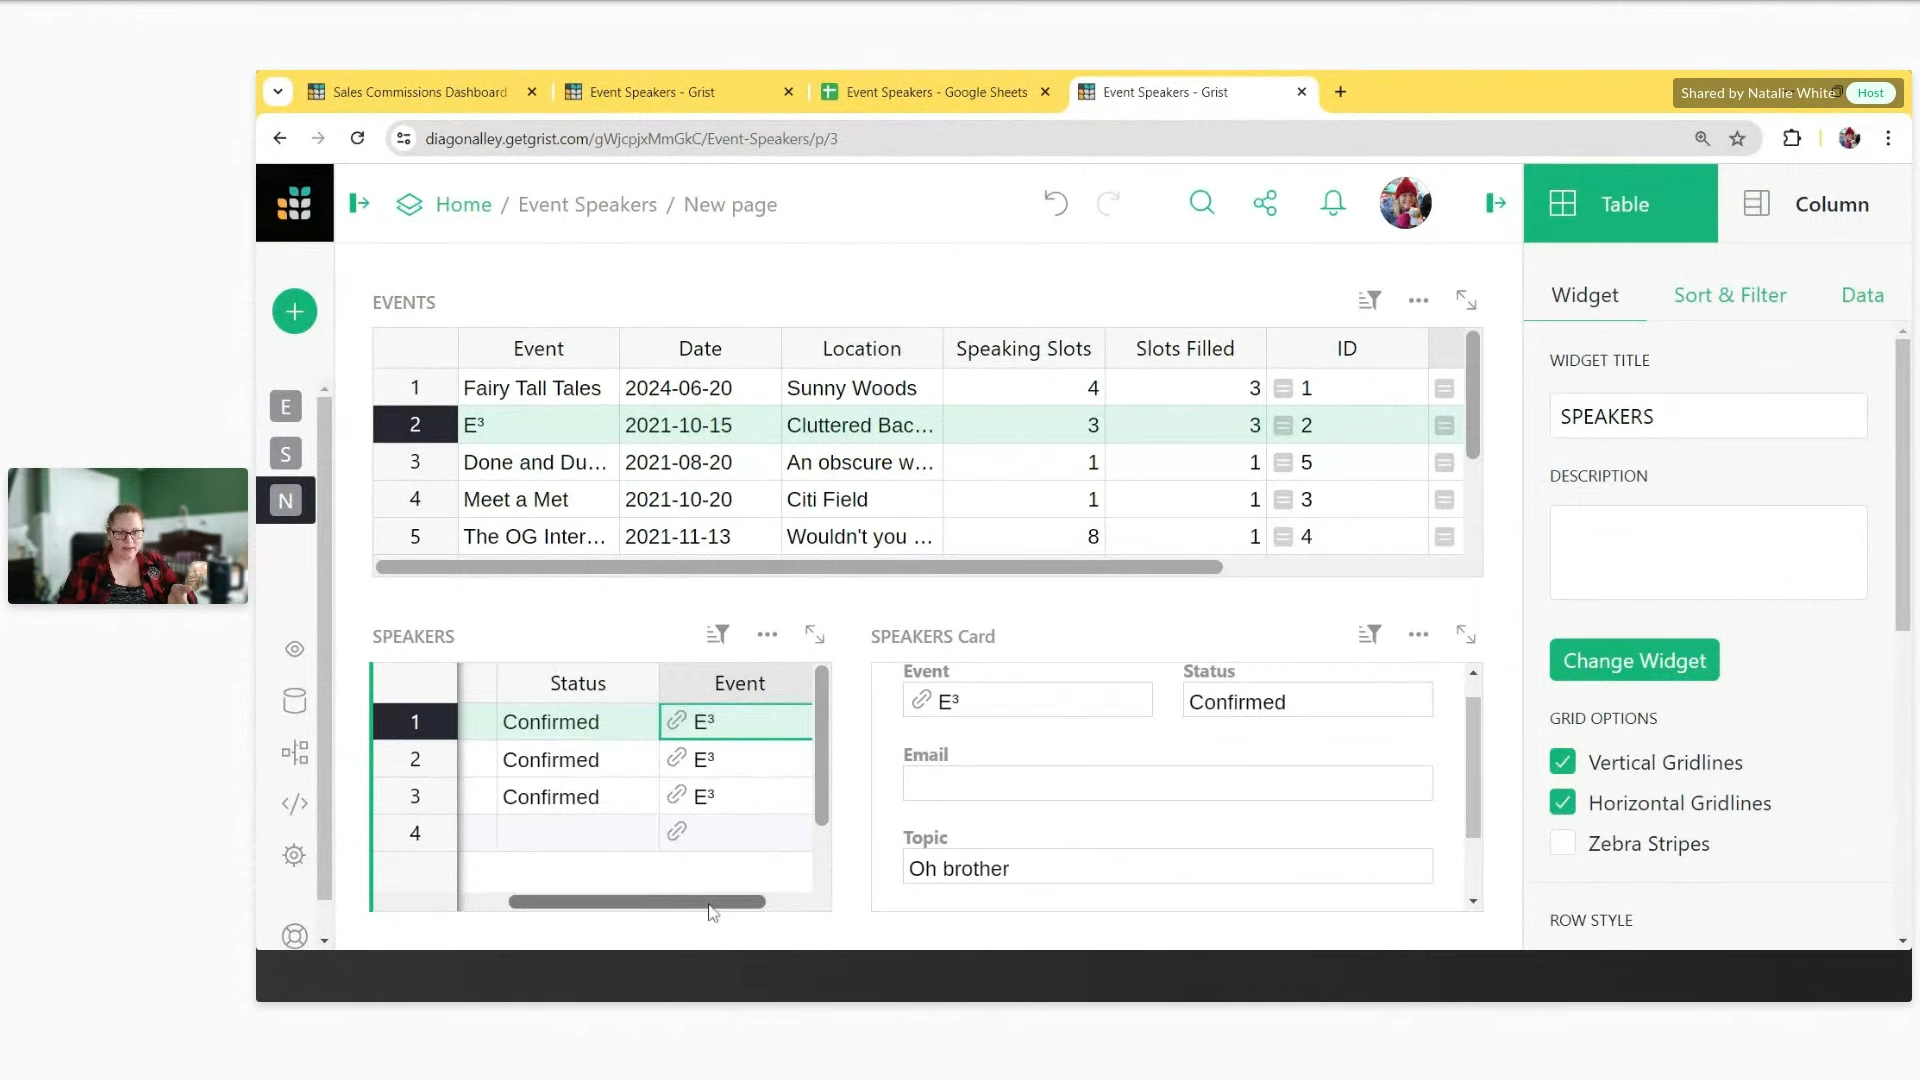 Sales Commissions Dashboard
Event Speakers - Grist
Event Speakers - Google Sheets
Event Speakers - Grist
Shared by Natalie White
Host
diagonalley.getgrist.com/gWjcpjxMmGkC/Event-Speakers/p/3
Home / Event Speakers / New page
Table
Column
Widget
Sort & Filter
Data
EVENTS
Event Date Location Speaking Slots Slots Filled ID
1 Fairy Tall Tales 2024-06-20 Sunny Woods 4 3 1
2 E³ 2021-10-15 Cluttered Bac... 3 3 2
3 Done and Du... 2021-08-20 An obscure w... 1 1 5
4 Meet a Met 2021-10-20 Citi Field 1 1 3
5 The OG Inter... 2021-11-13 Wouldn't you ... 8 1 4
E
S
N
SPEAKERS
Status Event
1 Confirmed E³
2 Confirmed E³
3 Confirmed E³
4
SPEAKERS Card
Event Status
E³ Confirmed
Email
Topic
Oh brother
WIDGET TITLE
SPEAKERS
DESCRIPTION
Change Widget
GRID OPTIONS
Vertical Gridlines
Horizontal Gridlines
Zebra Stripes
ROW STYLE